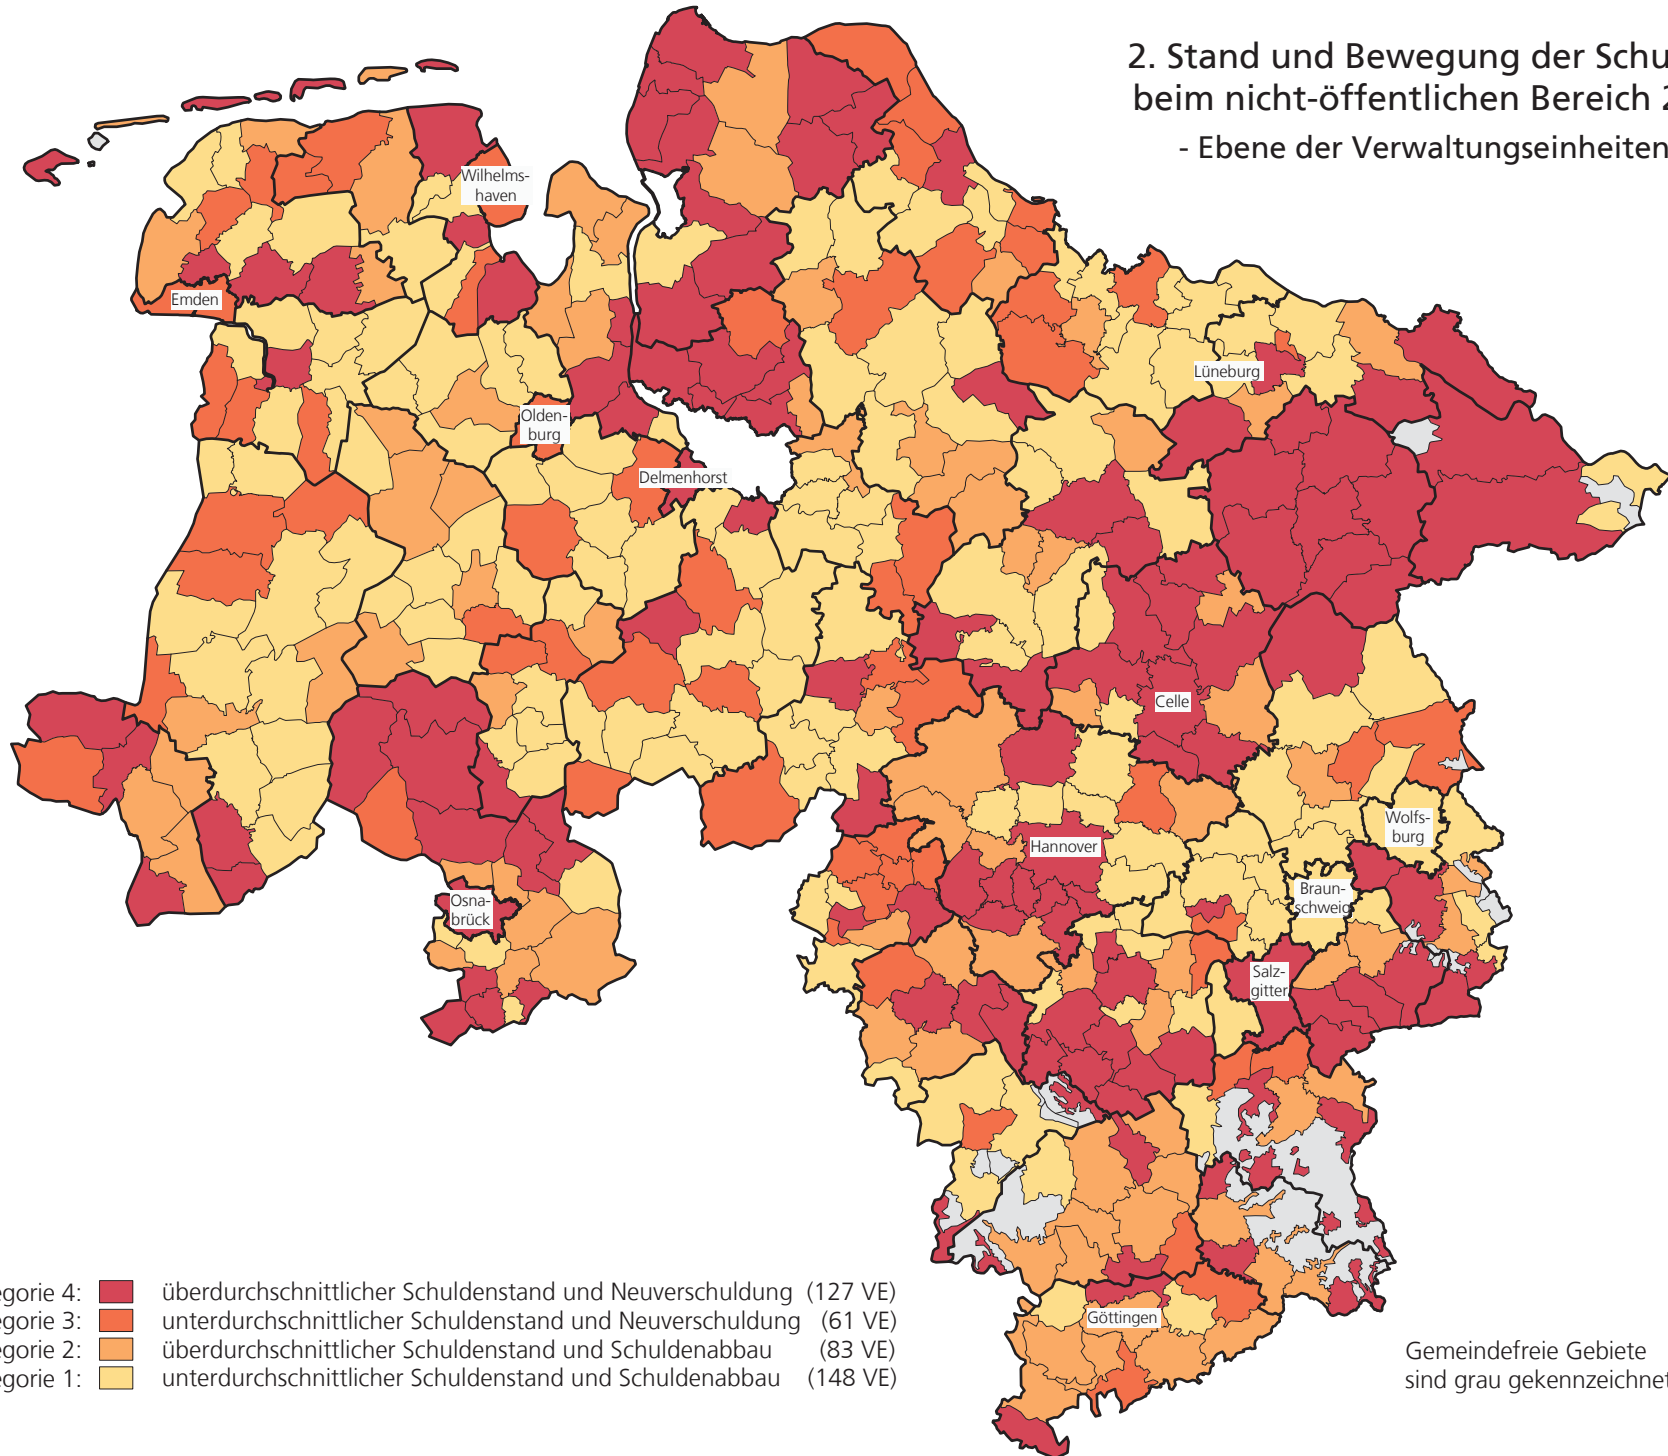 2. Stand und Bewegung der Schu
beim nicht-öffentlichen Bereich 2
- Ebene der Verwaltungseinheiten
Wilhelms-
haven
Emden
Lüneburg
Olden-
burg
Delmenhorst
Celle
Wolfs-
burg
Hannover
Braun-
schweig
Osna-
brück
Salz-
gitter
Göttingen
egorie 4: überdurchschnittlicher Schuldenstand und Neuverschuldung (127 VE)
egorie 3: unterdurchschnittlicher Schuldenstand und Neuverschuldung (61 VE)
egorie 2: überdurchschnittlicher Schuldenstand und Schuldenabbau (83 VE)
egorie 1: unterdurchschnittlicher Schuldenstand und Schuldenabbau (148 VE)
Gemeindefreie Gebiete
sind grau gekennzeichnet